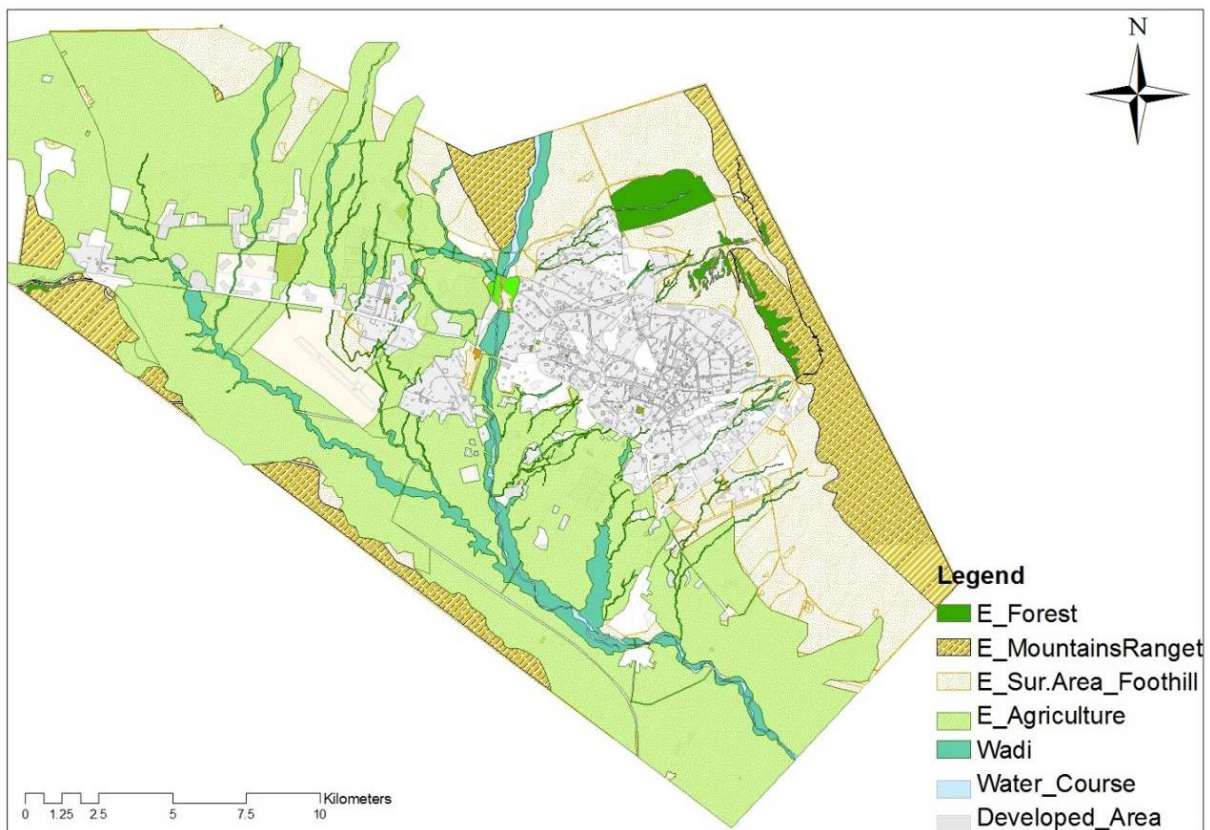 N
Legend
E_Forest
E_MountainsRanget
E_Sur.Area_Foothill
E_Agriculture
Wadi
Water_Course
Developed_Area
Kilometers
0 1.25 2.5 5 7.5 10